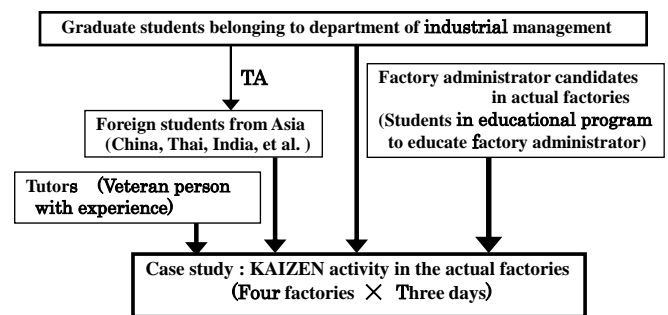 Graduate students belonging to department of industrial management
TA
Factory administrator candidates
in actual factories
(Students in educational program
to educate factory administrator)
Foreign students from Asia
(China, Thai, India, et al. )
Tutors (Veteran person
with experience)
Case study : KAIZEN activity in the actual factories
(Four factories × Three days)